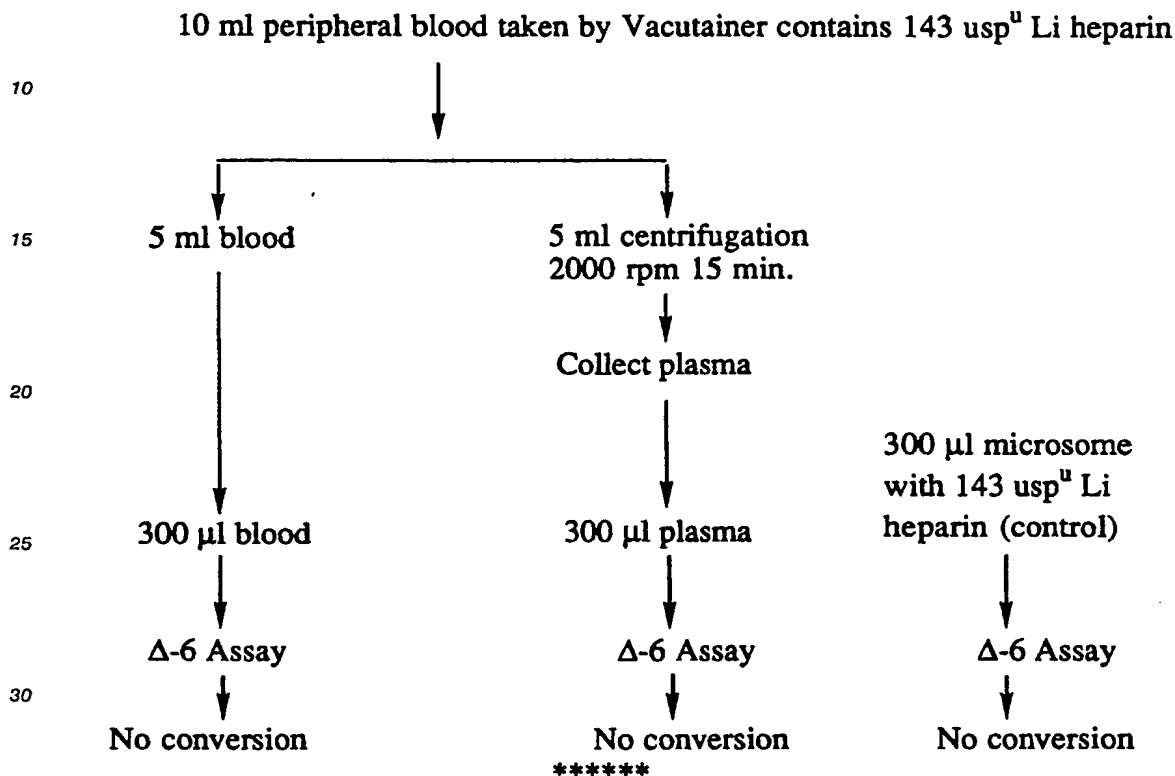 10 ml peripheral blood taken by Vacutainer contains 143 uspᵘ Li heparin
10
15
5 ml blood
5 ml centrifugation
2000 rpm 15 min.
Collect plasma
20
300 µl microsome
with 143 uspᵘ Li
heparin (control)
25
300 µl blood
300 µl plasma
Δ-6 Assay
Δ-6 Assay
Δ-6 Assay
30
No conversion
No conversion
No conversion
******